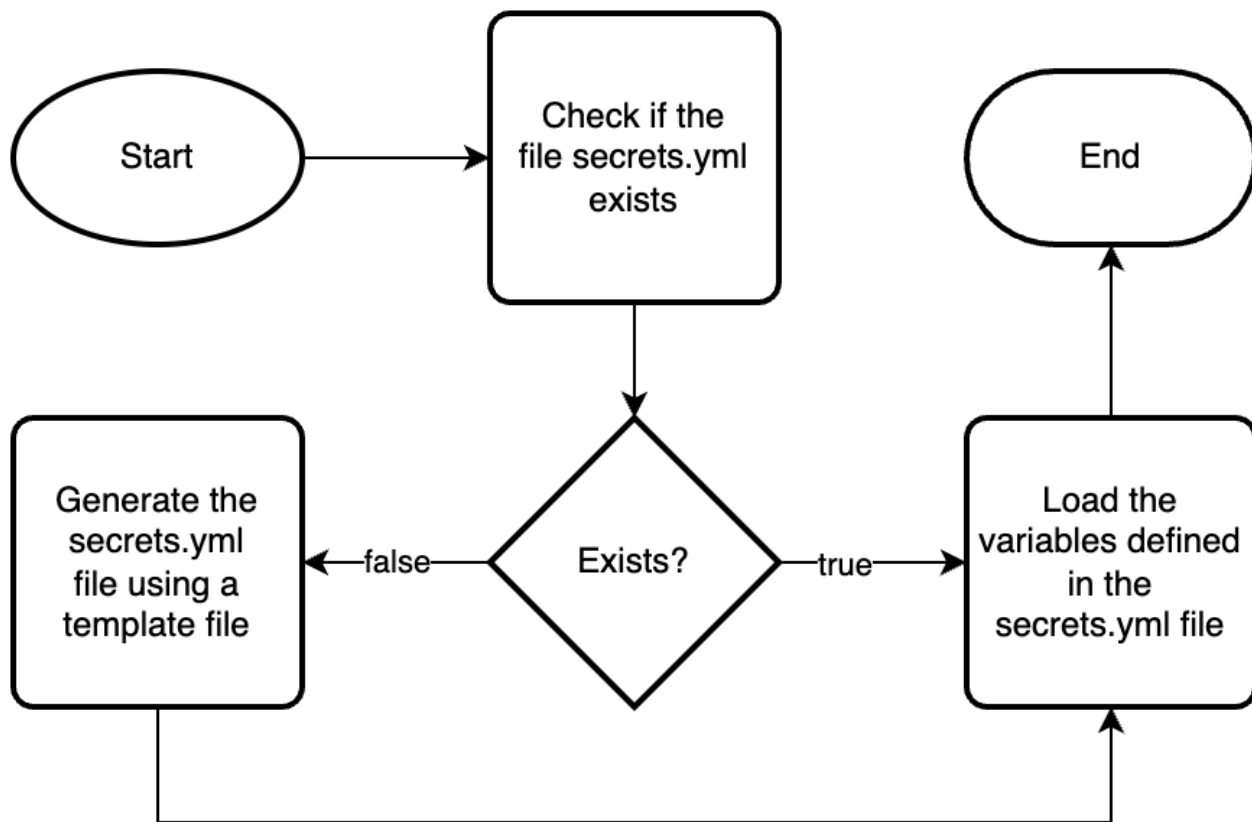 Start
Check if the
file secrets.yml
exists
End
Generate the
secrets.yml
file using a
template file
false
Exists?
true
Load the
variables defined
in the
secrets.yml file